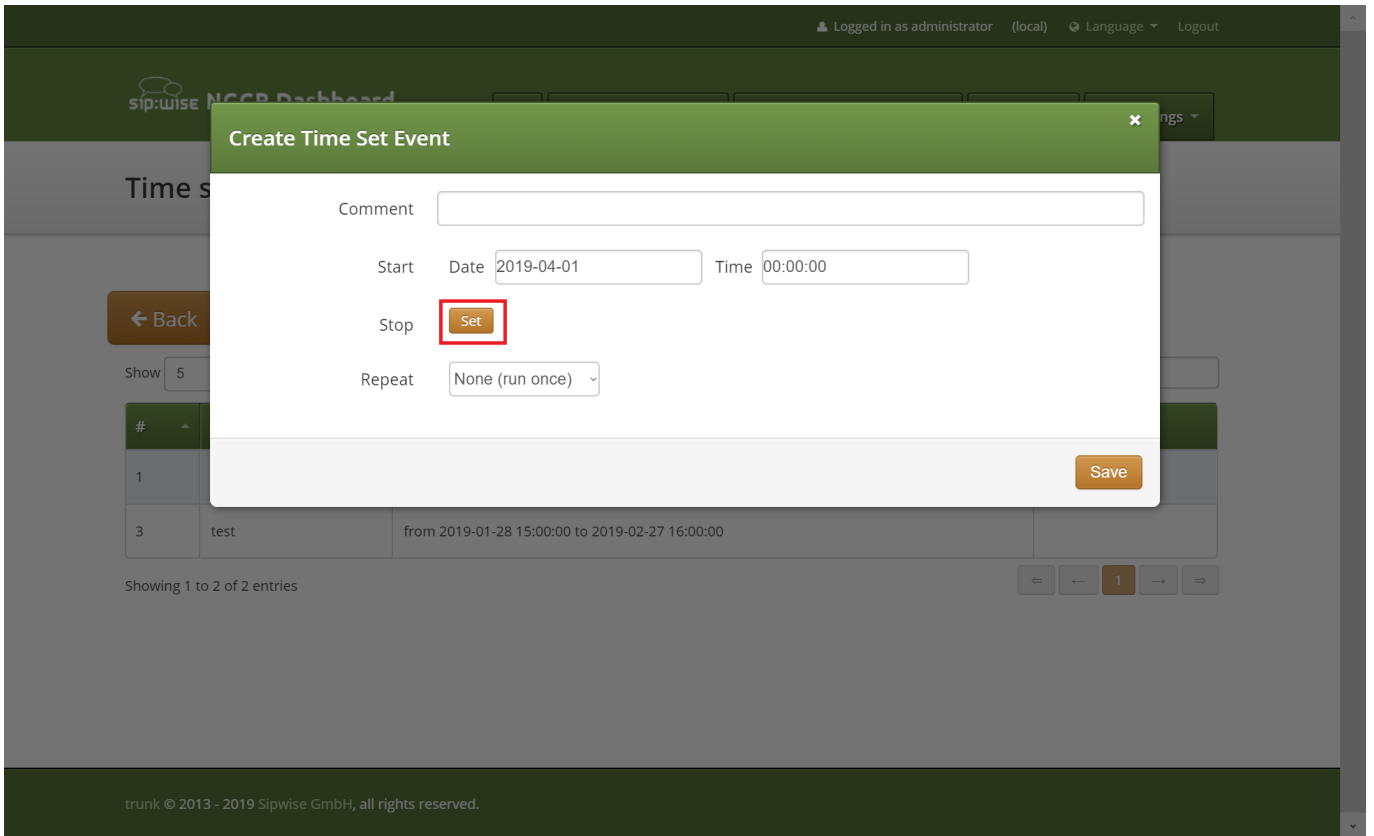 Logged in as administrator (local) Language Logout
sip:wise NGCP Dashboard
ngs
Create Time Set Event
Time s
Comment
Start Date 2019-04-01 Time 00:00:00
Back
Stop Set
Show 5
Repeat None (run once)
#
1
Save
3 test from 2019-01-28 15:00:00 to 2019-02-27 16:00:00
Showing 1 to 2 of 2 entries
⇐ ← 1 → ⇒
trunk © 2013 - 2019 Sipwise GmbH, all rights reserved.